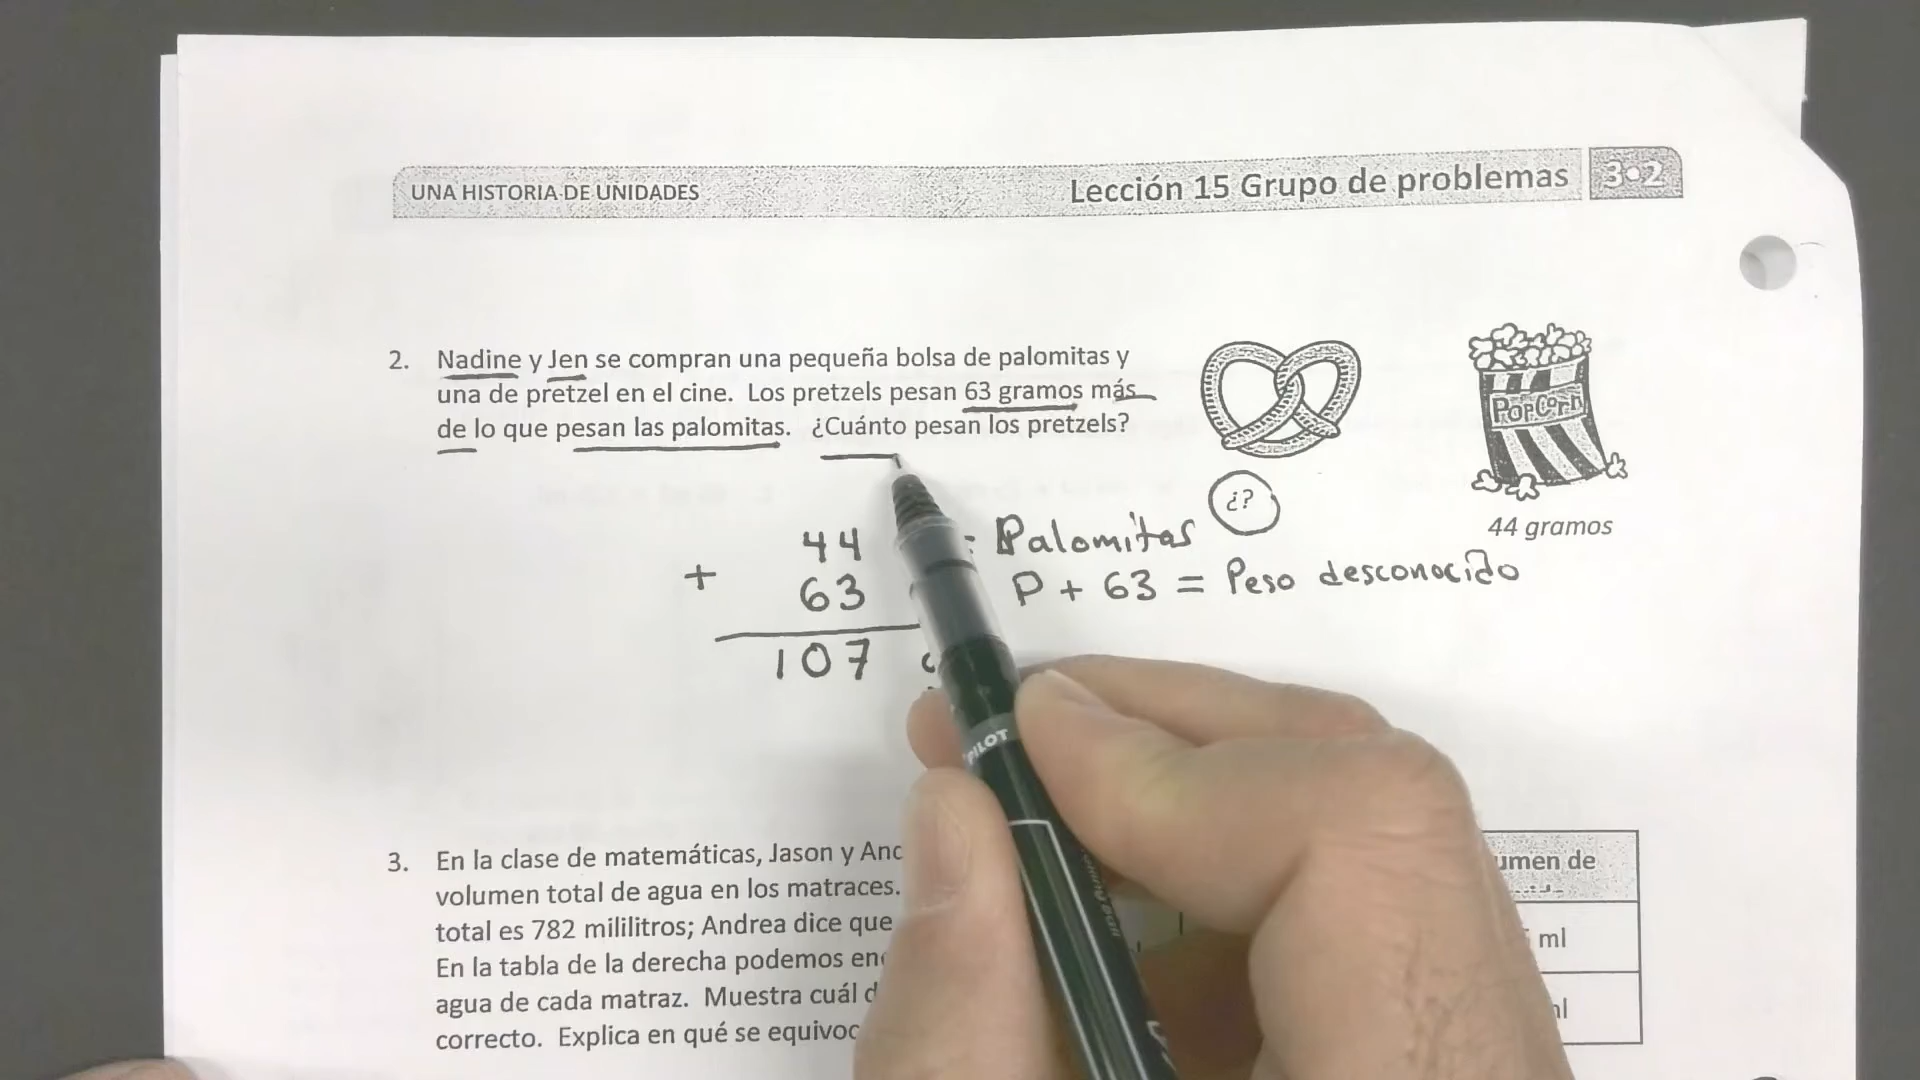 UNA HISTORIA DE UNIDADES
Lección 15 Grupo de problemas 3•2
2. Nadine y Jen se compran una pequeña bolsa de palomitas y
una de pretzel en el cine. Los pretzels pesan 63 gramos más
de lo que pesan las palomitas. ¿Cuánto pesan los pretzels?
POPCORN
¿?
44 gramos
44 = Palomitas
+ 63 P + 63 = Peso desconocido
107
PILOT
3. En la clase de matemáticas, Jason y
volumen total de agua en los matraces.
total es 782 mililitros; Andrea dice que
En la tabla de la derecha podemos
agua de cada matraz. Muestra cuál
correcto. Explica en qué se
de
ml